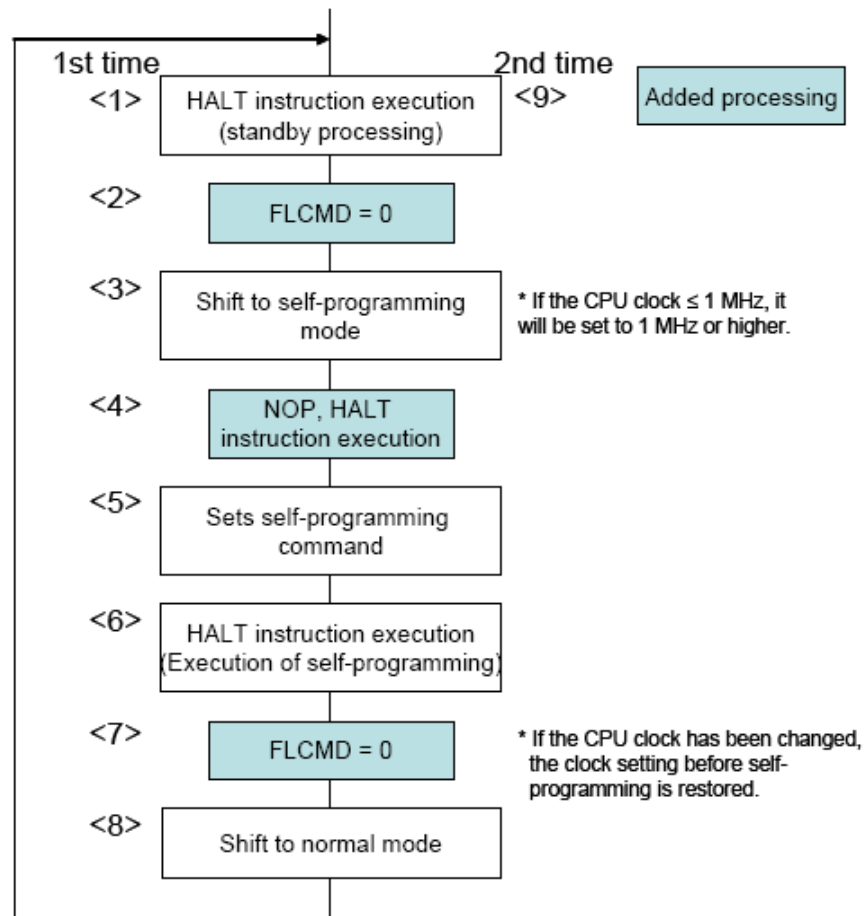 1st time
2nd time
<1>
HALT instruction execution
(standby processing)
<9>
Added processing
<2>
FLCMD = 0
<3>
Shift to self-programming
mode
* If the CPU clock ≤ 1 MHz, it
will be set to 1 MHz or higher.
<4>
NOP, HALT
instruction execution
<5>
Sets self-programming
command
<6>
HALT instruction execution
(Execution of self-programming)
<7>
FLCMD = 0
* If the CPU clock has been changed,
the clock setting before self-
programming is restored.
<8>
Shift to normal mode